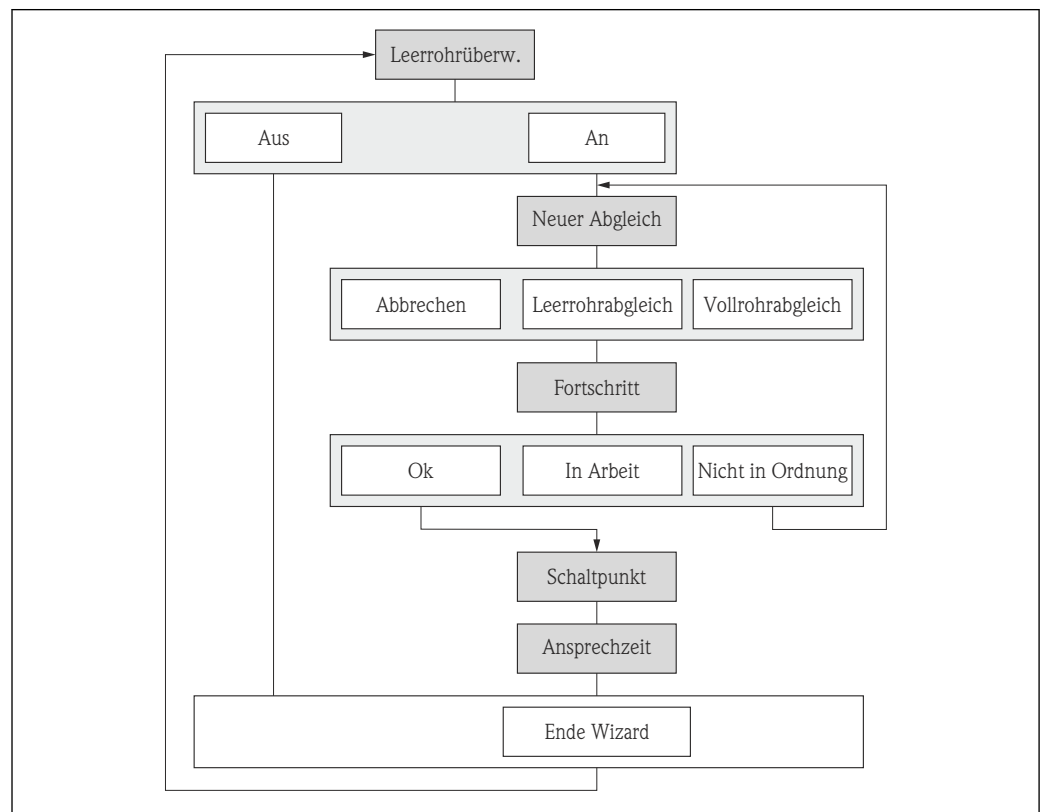 Leerrohrüberw.
Aus
An
Neuer Abgleich
Abbrechen
Leerrohrabgleich
Vollrohrabgleich
Fortschritt
Ok
In Arbeit
Nicht in Ordnung
Schaltpunkt
Ansprechzeit
Ende Wizard